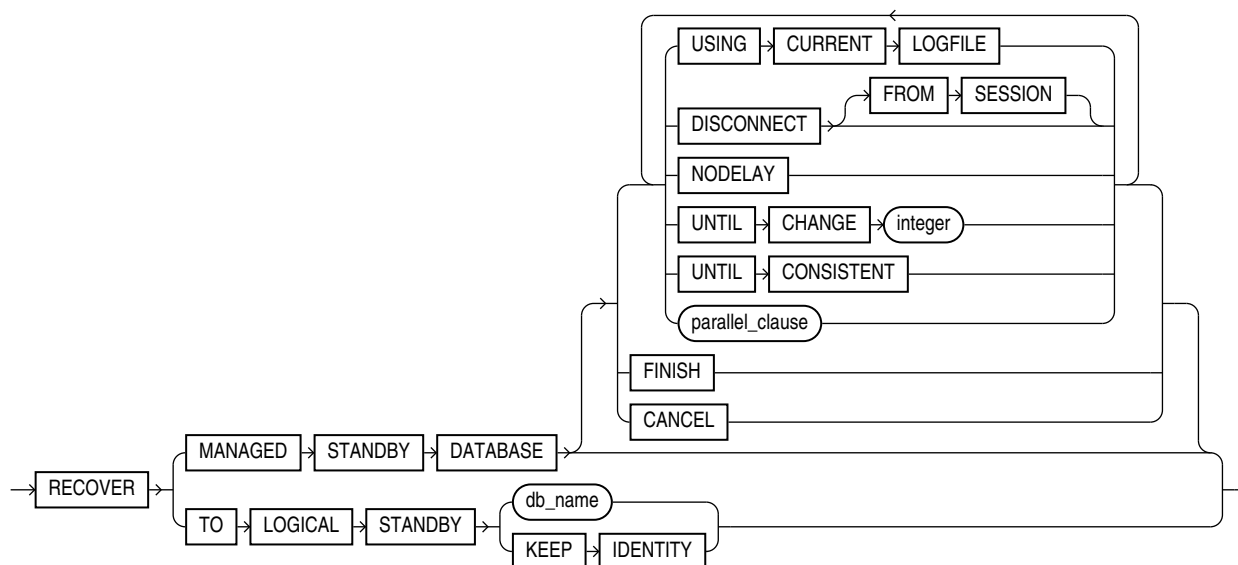 USING CURRENT LOGFILE
FROM SESSION
DISCONNECT
NODELAY
UNTIL CHANGE integer
UNTIL CONSISTENT
parallel_clause
FINISH
CANCEL
MANAGED STANDBY DATABASE
RECOVER
db_name
TO LOGICAL STANDBY
KEEP IDENTITY